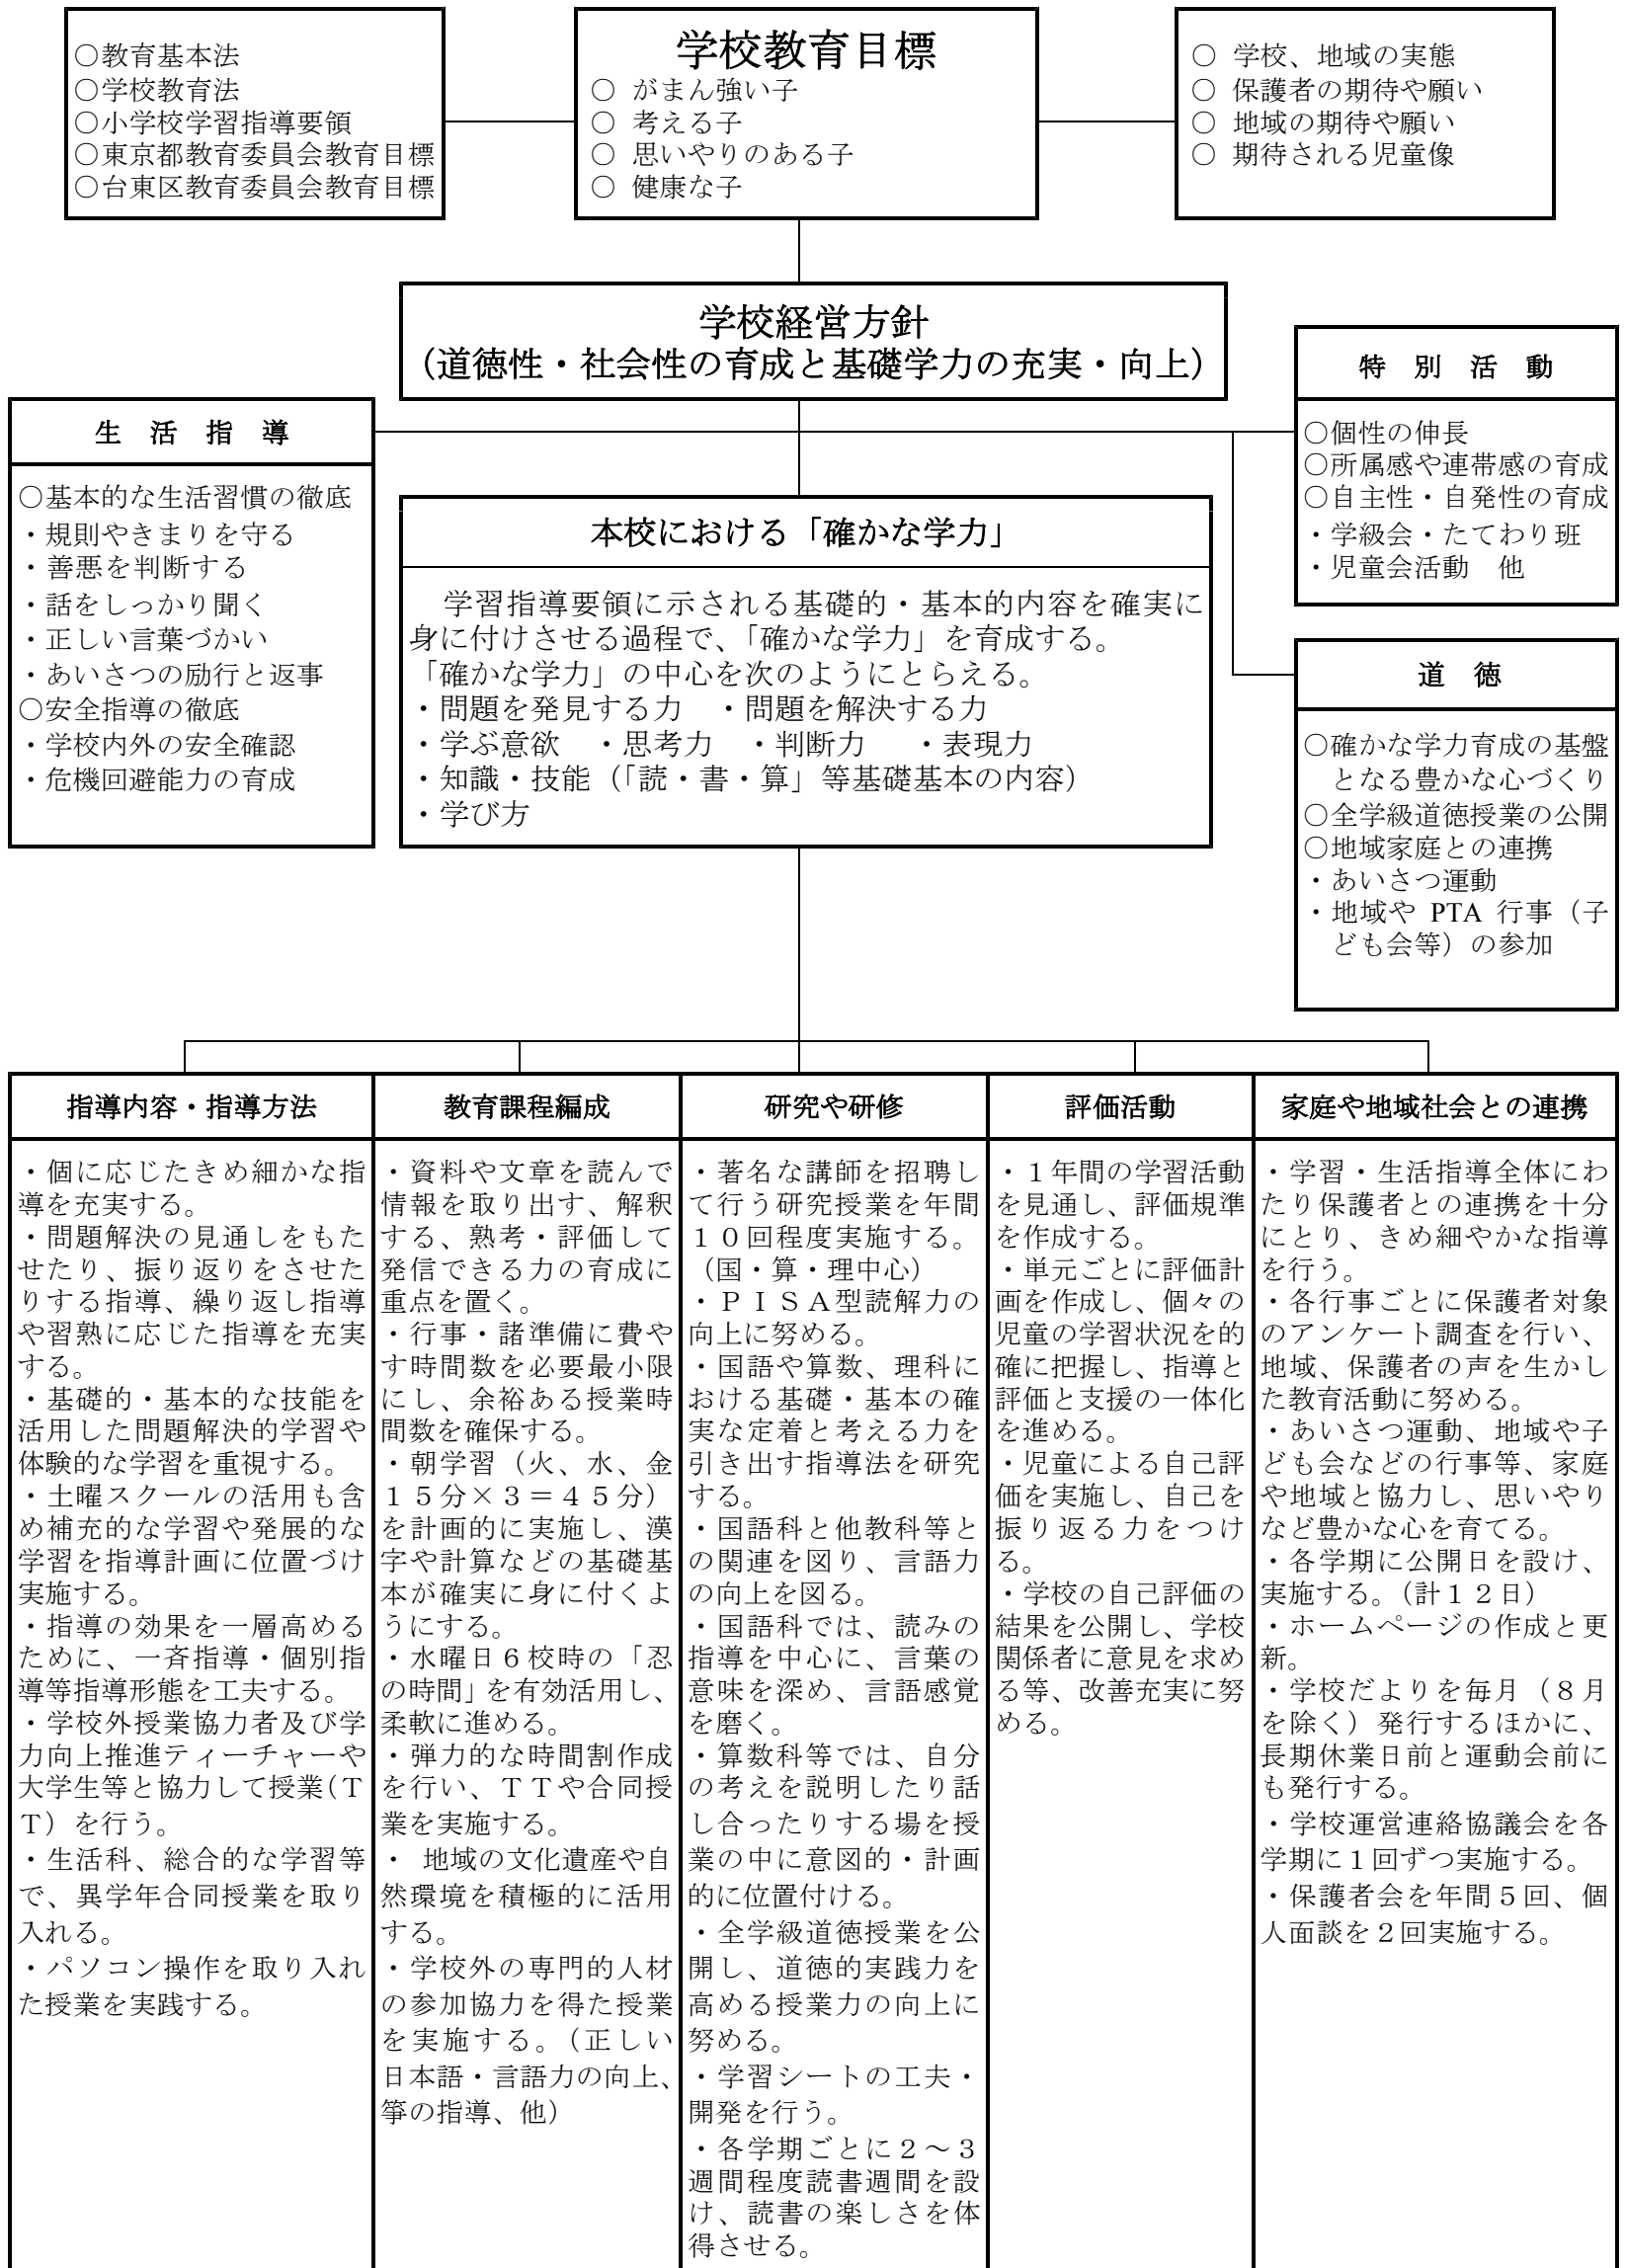 ○教育基本法
○学校教育法
○小学校学習指導要領
○東京都教育委員会教育目標
○台東区教育委員会教育目標
学校教育目標
○ がまん強い子
○ 考える子
○ 思いやりのある子
○ 健康な子
○ 学校、地域の実態
○ 保護者の期待や願い
○ 地域の期待や願い
○ 期待される児童像
学校経営方針
（道徳性・社会性の育成と基礎学力の充実・向上）
生　活　指　導
○基本的な生活習慣の徹底
・規則やきまりを守る
・善悪を判断する
・話をしっかり聞く
・正しい言葉づかい
・あいさつの励行と返事
○安全指導の徹底
・学校内外の安全確認
・危機回避能力の育成
本校における「確かな学力」
　学習指導要領に示される基礎的・基本的内容を確実に
身に付けさせる過程で、「確かな学力」を育成する。
「確かな学力」の中心を次のようにとらえる。
・問題を発見する力　・問題を解決する力
・学ぶ意欲　・思考力　・判断力　・表現力
・知識・技能（「読・書・算」等基礎基本の内容）
・学び方
特　別　活　動
○個性の伸長
○所属感や連帯感の育成
○自主性・自発性の育成
・学級会・たてわり班
・児童会活動　他
道　徳
○確かな学力育成の基盤
となる豊かな心づくり
○全学級道徳授業の公開
○地域家庭との連携
・あいさつ運動
・地域や PTA 行事（子
ども会等）の参加
指導内容・指導方法
・個に応じたきめ細かな指
導を充実する。
・問題解決の見通しをもた
せたり、振り返りをさせた
りする指導、繰り返し指導
や習熟に応じた指導を充実
する。
・基礎的・基本的な技能を
活用した問題解決的学習や
体験的な学習を重視する。
・土曜スクールの活用も含
め補充的な学習や発展的な
学習を指導計画に位置づけ
実施する。
・指導の効果を一層高める
ために、一斉指導・個別指
導等指導形態を工夫する。
・学校外授業協力者及び学
力向上推進ティーチャーや
大学生等と協力して授業（Ｔ
Ｔ）を行う。
・生活科、総合的な学習等
で、異学年合同授業を取り
入れる。
・パソコン操作を取り入れ
た授業を実践する。
教育課程編成
・資料や文章を読んで
情報を取り出す、解釈
する、熟考・評価して
発信できる力の育成に
重点を置く。
・行事・諸準備に費や
す時間数を必要最小限
にし、余裕ある授業時
間数を確保する。
・朝学習（火、水、金
１５分×３＝４５分）
を計画的に実施し、漢
字や計算などの基礎基
本が確実に身に付くよ
うにする。
・水曜日６校時の「忍
の時間」を有効活用し、
柔軟に進める。
・弾力的な時間割作成
を行い、ＴＴや合同授
業を実施する。
・ 地域の文化遺産や自
然環境を積極的に活用
する。
・学校外の専門的人材
の参加協力を得た授業
を実施する。（正しい
日本語・言語力の向上、
箏の指導、他）
研究や研修
・著名な講師を招聘し
て行う研究授業を年間
１０回程度実施する。
（国・算・理中心）
・ＰＩＳＡ型読解力の
向上に努める。
・国語や算数、理科に
おける基礎・基本の確
実な定着と考える力を
引き出す指導法を研究
する。
・国語科と他教科等と
の関連を図り、言語力
の向上を図る。
・国語科では、読みの
指導を中心に、言葉の
意味を深め、言語感覚
を磨く。
・算数科等では、自分
の考えを説明したり話
し合ったりする場を授
業の中に意図的・計画
的に位置付ける。
・全学級道徳授業を公
開し、道徳的実践力を
高める授業力の向上に
努める。
・学習シートの工夫・
開発を行う。
・各学期ごとに２～３
週間程度読書週間を設
け、読書の楽しさを体
得させる。
評価活動
・１年間の学習活動
を見通し、評価規準
を作成する。
・単元ごとに評価計
画を作成し、個々の
児童の学習状況を的
確に把握し、指導と
評価と支援の一体化
を進める。
・児童による自己評
価を実施し、自己を
振り返る力をつけ
る。
・学校の自己評価の
結果を公開し、学校
関係者に意見を求め
る等、改善充実に努
める。
家庭や地域社会との連携
・学習・生活指導全体にわ
たり保護者との連携を十分
にとり、きめ細やかな指導
を行う。
・各行事ごとに保護者対象
のアンケート調査を行い、
地域、保護者の声を生かし
た教育活動に努める。
・あいさつ運動、地域や子
ども会などの行事等、家庭
や地域と協力し、思いやり
など豊かな心を育てる。
・各学期に公開日を設け、
実施する。（計１２日）
・ホームページの作成と更
新。
・学校だよりを毎月（８月
を除く）発行するほかに、
長期休業日前と運動会前に
も発行する。
・学校運営連絡協議会を各
学期に１回ずつ実施する。
・保護者会を年間５回、個
人面談を２回実施する。